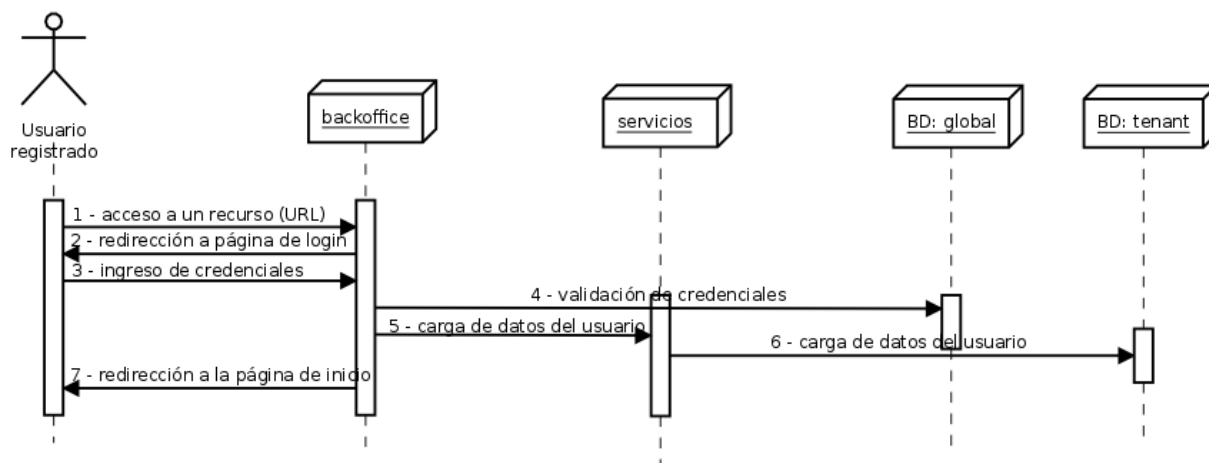 Usuario
registrado
backoffice
servicios
BD: global
BD: tenant
1 - acceso a un recurso (URL)
2 - redirección a página de login
3 - ingreso de credenciales
4 - validación de credenciales
5 - carga de datos del usuario
6 - carga de datos del usuario
7 - redirección a la página de inicio